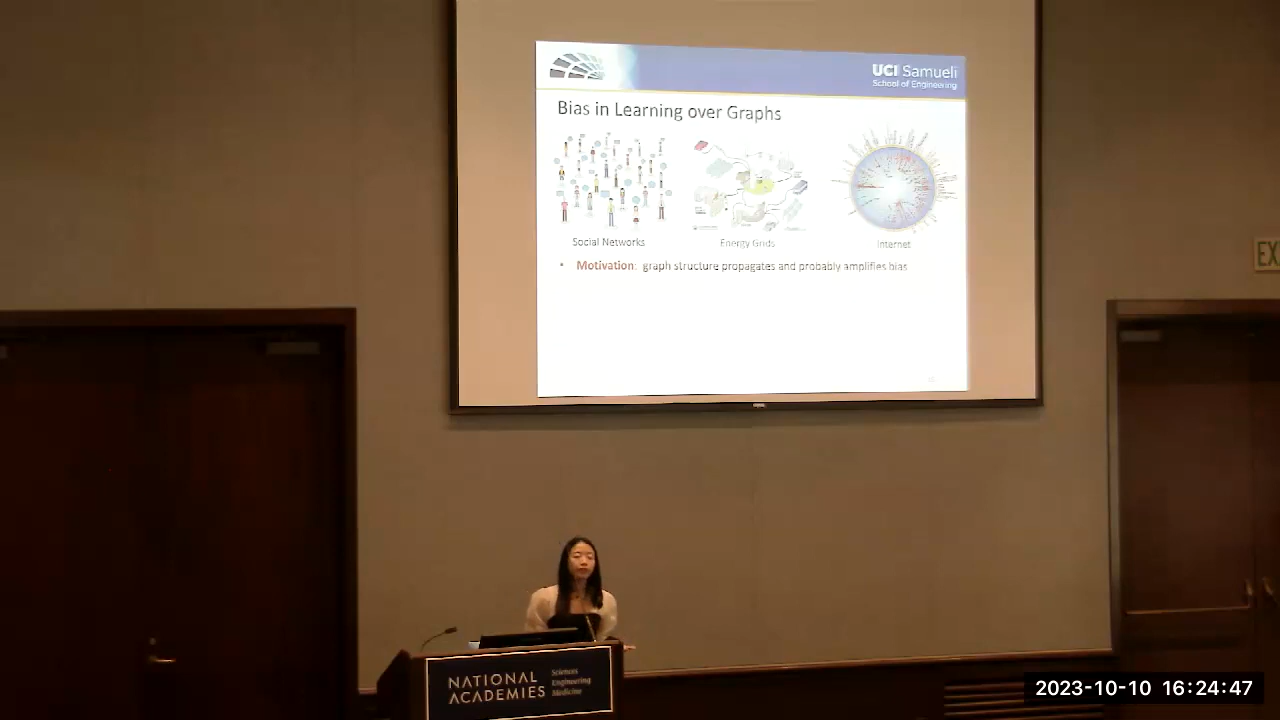 UCI Samueli
School of Engineering
Bias in Learning over Graphs
Social Networks
Energy Grids
Internet
• Motivation: graph structure propagates and probably amplifies bias
EX
NATIONAL
ACADEMIES
Sciences
Engineering
Medicine
2023-10-10 16:24:47